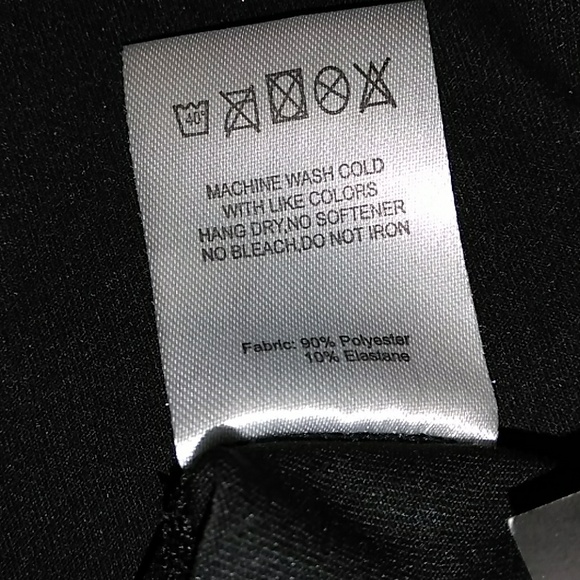 40°
MACHINE WASH COLD
WITH LIKE COLORS
HANG DRY,NO SOFTENER
NO BLEACH,DO NOT IRON
Fabric: 90% Polyester
10% Elastane